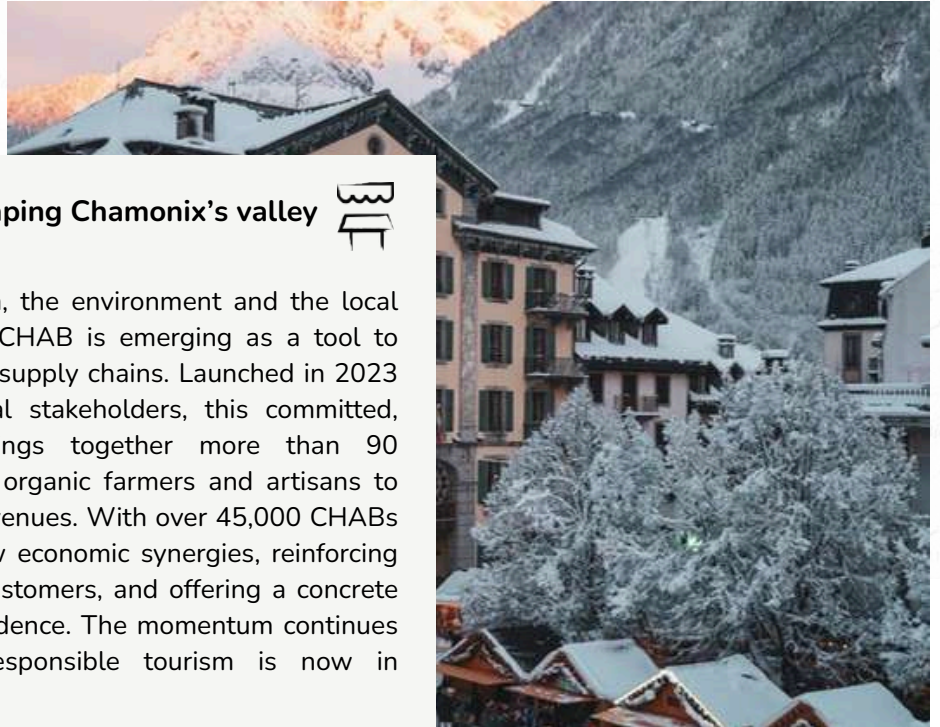 ping Chamonix's valley
, the environment and the local
CHAB is emerging as a tool to
supply chains. Launched in 2023
al stakeholders, this committed,
ings together more than 90
organic farmers and artisans to
venues. With over 45,000 CHABs
w economic synergies, reinforcing
stomers, and offering a concrete
dence. The momentum continues
esponsible tourism is now in